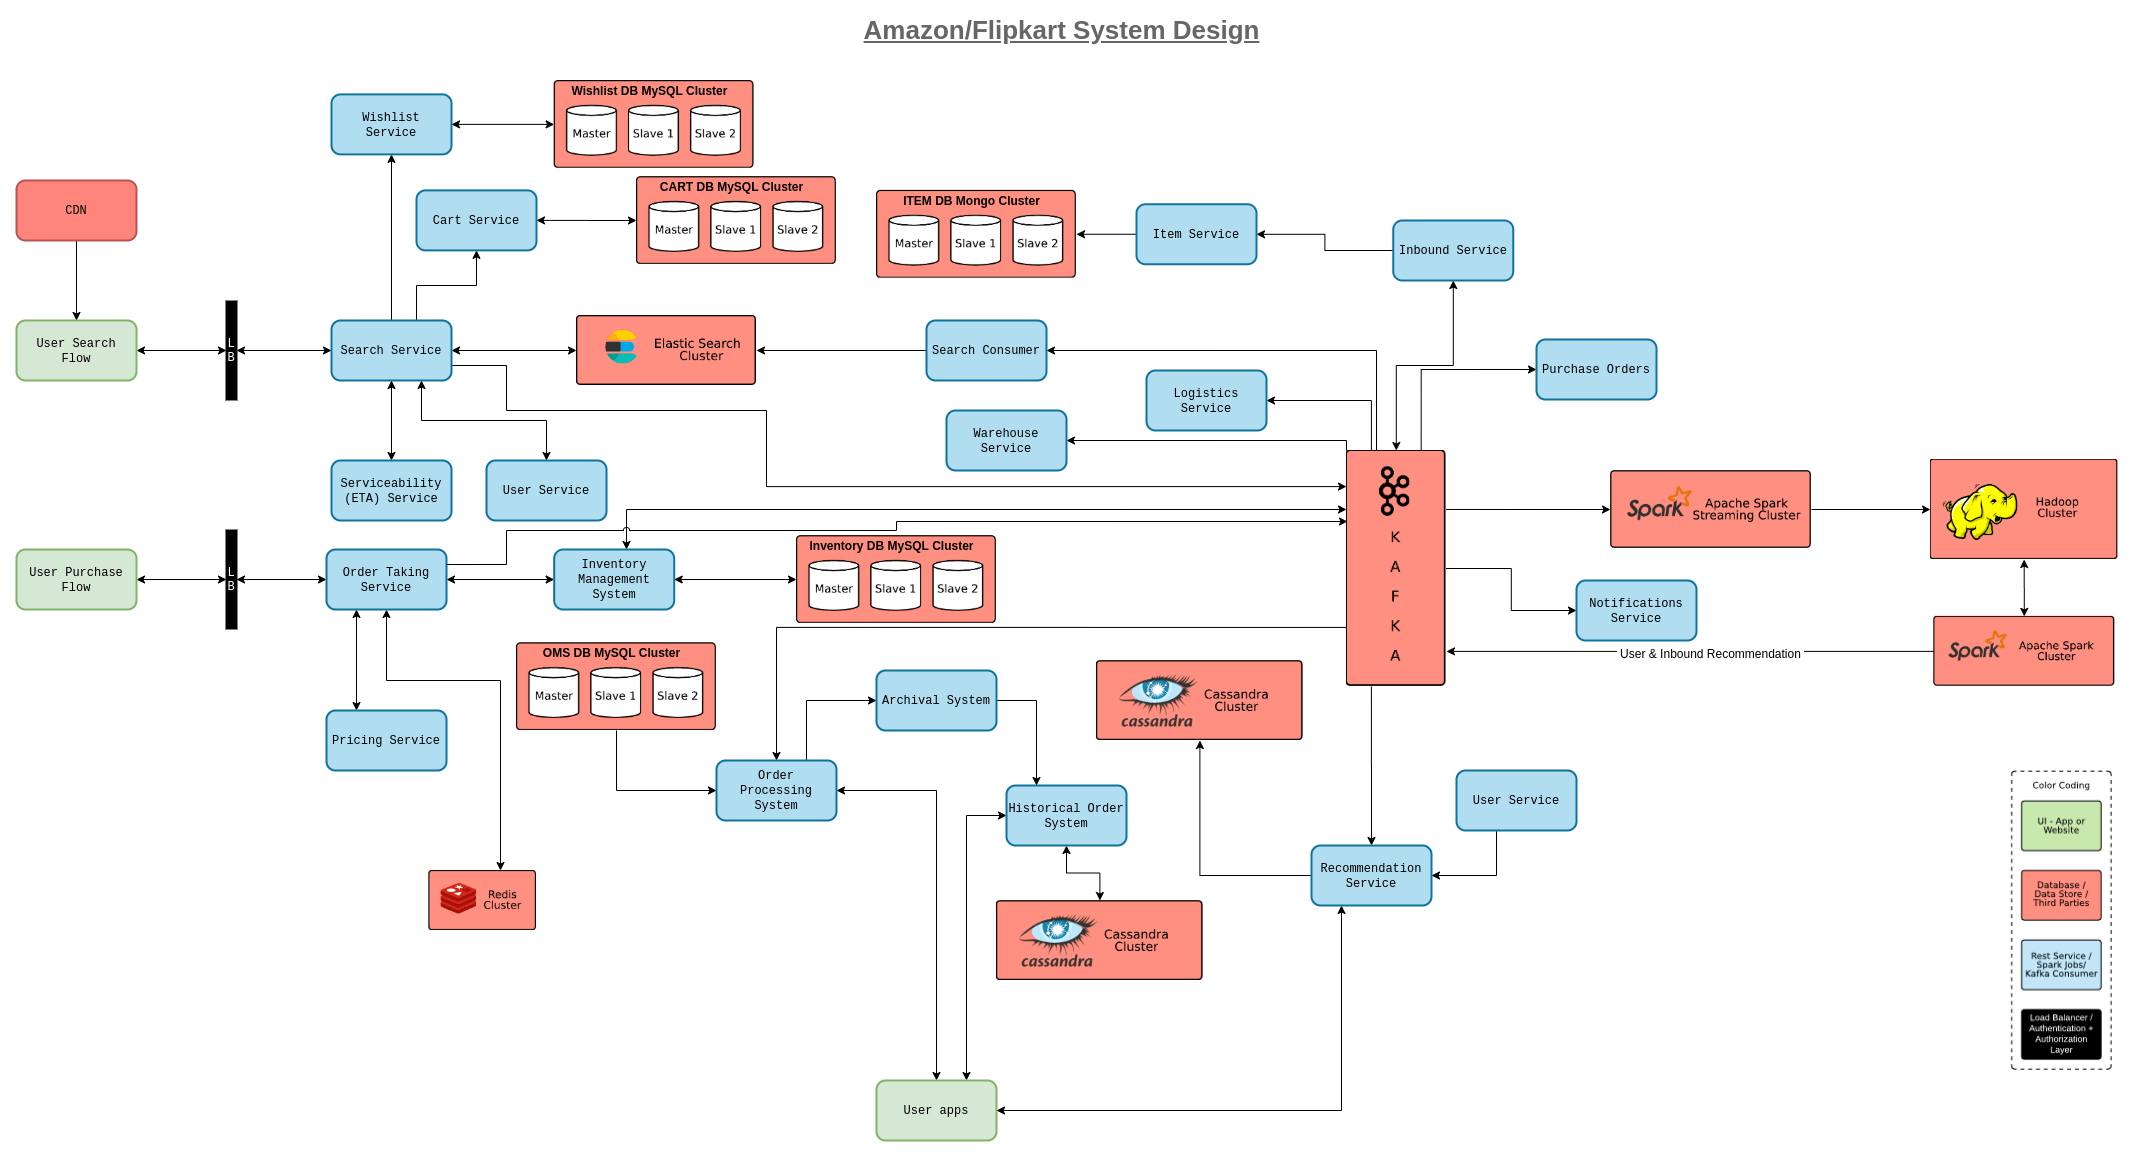 Amazon/Flipkart System Design
Wishlist DB MySQL Cluster
Master
Slave 1
Slave 2
Wishlist
Service
CART DB MySQL Cluster
Master
Slave 1
Slave 2
CDN
Cart Service
ITEM DB Mongo Cluster
Master
Slave 1
Slave 2
Item Service
Inbound Service
User Search
Flow
L
B
Search Service
Elastic Search
Cluster
Search Consumer
Purchase Orders
Logistics
Service
Warehouse
Service
Serviceability
(ETA) Service
User Service
K
A
F
K
A
Spark
Apache Spark
Streaming Cluster
Hadoop
Cluster
User Purchase
Flow
L
B
Order Taking
Service
Inventory
Management
System
Inventory DB MySQL Cluster
Master
Slave 1
Slave 2
Notifications
Service
User & Inbound Recommendation
Spark
Apache Spark
Cluster
OMS DB MySQL Cluster
Master
Slave 1
Slave 2
Archival System
cassandra
Cassandra
Cluster
Pricing Service
Order
Processing
System
Historical Order
System
User Service
Recommendation
Service
Redis
Cluster
cassandra
Cassandra
Cluster
User apps
Color Coding
UI - App or
Website
Database /
Data Store /
Third Parties
Rest Service /
Spark Jobs/
Kafka Consumer
Load Balancer /
Authentication +
Authorization
Layer